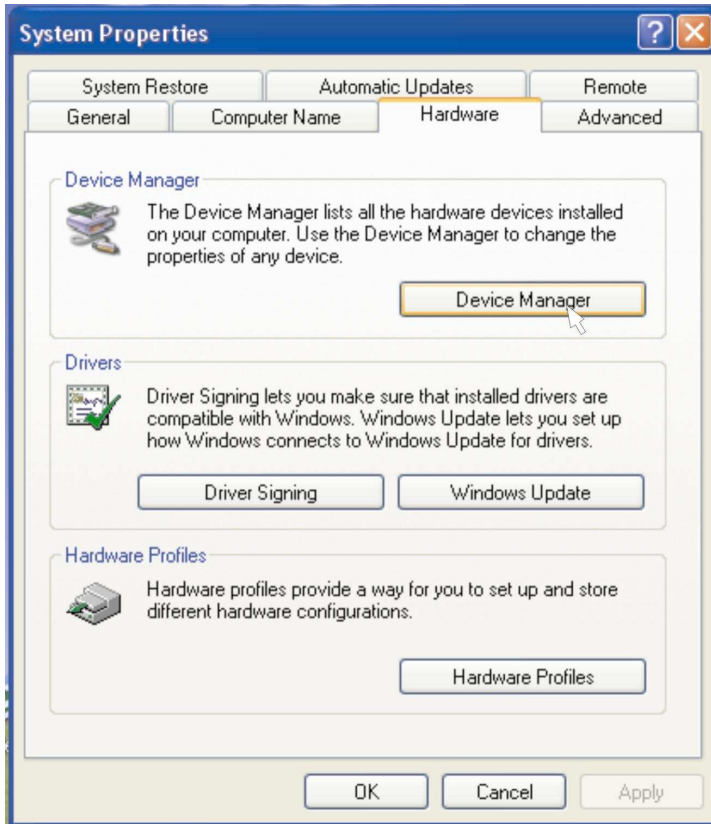 System Properties
System Restore
Automatic Updates
Remote
General
Computer Name
Hardware
Advanced
Device Manager
The Device Manager lists all the hardware devices installed
on your computer. Use the Device Manager to change the
properties of any device.
Device Manager
Drivers
Driver Signing lets you make sure that installed drivers are
compatible with Windows. Windows Update lets you set up
how Windows connects to Windows Update for drivers.
Driver Signing
Windows Update
Hardware Profiles
Hardware profiles provide a way for you to set up and store
different hardware configurations.
Hardware Profiles
OK
Cancel
Apply